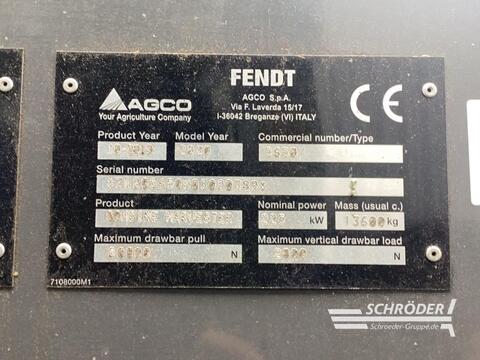 FENDT
AGCO
Your Agriculture Company
AGCO S.p.A.
Via F. Laverda 15/17
I-36042 Breganze (VI) ITALY
CE
Product Year
Model Year
Commercial number/Type
Serial number
Product
Nominal power
Mass (usual c.)
COMBINE HARVESTER
kW
13600 kg
Maximum drawbar pull
Maximum vertical drawbar load
N
N
7108000M1
SCHRÖDER
Schroeder-Gruppe.de